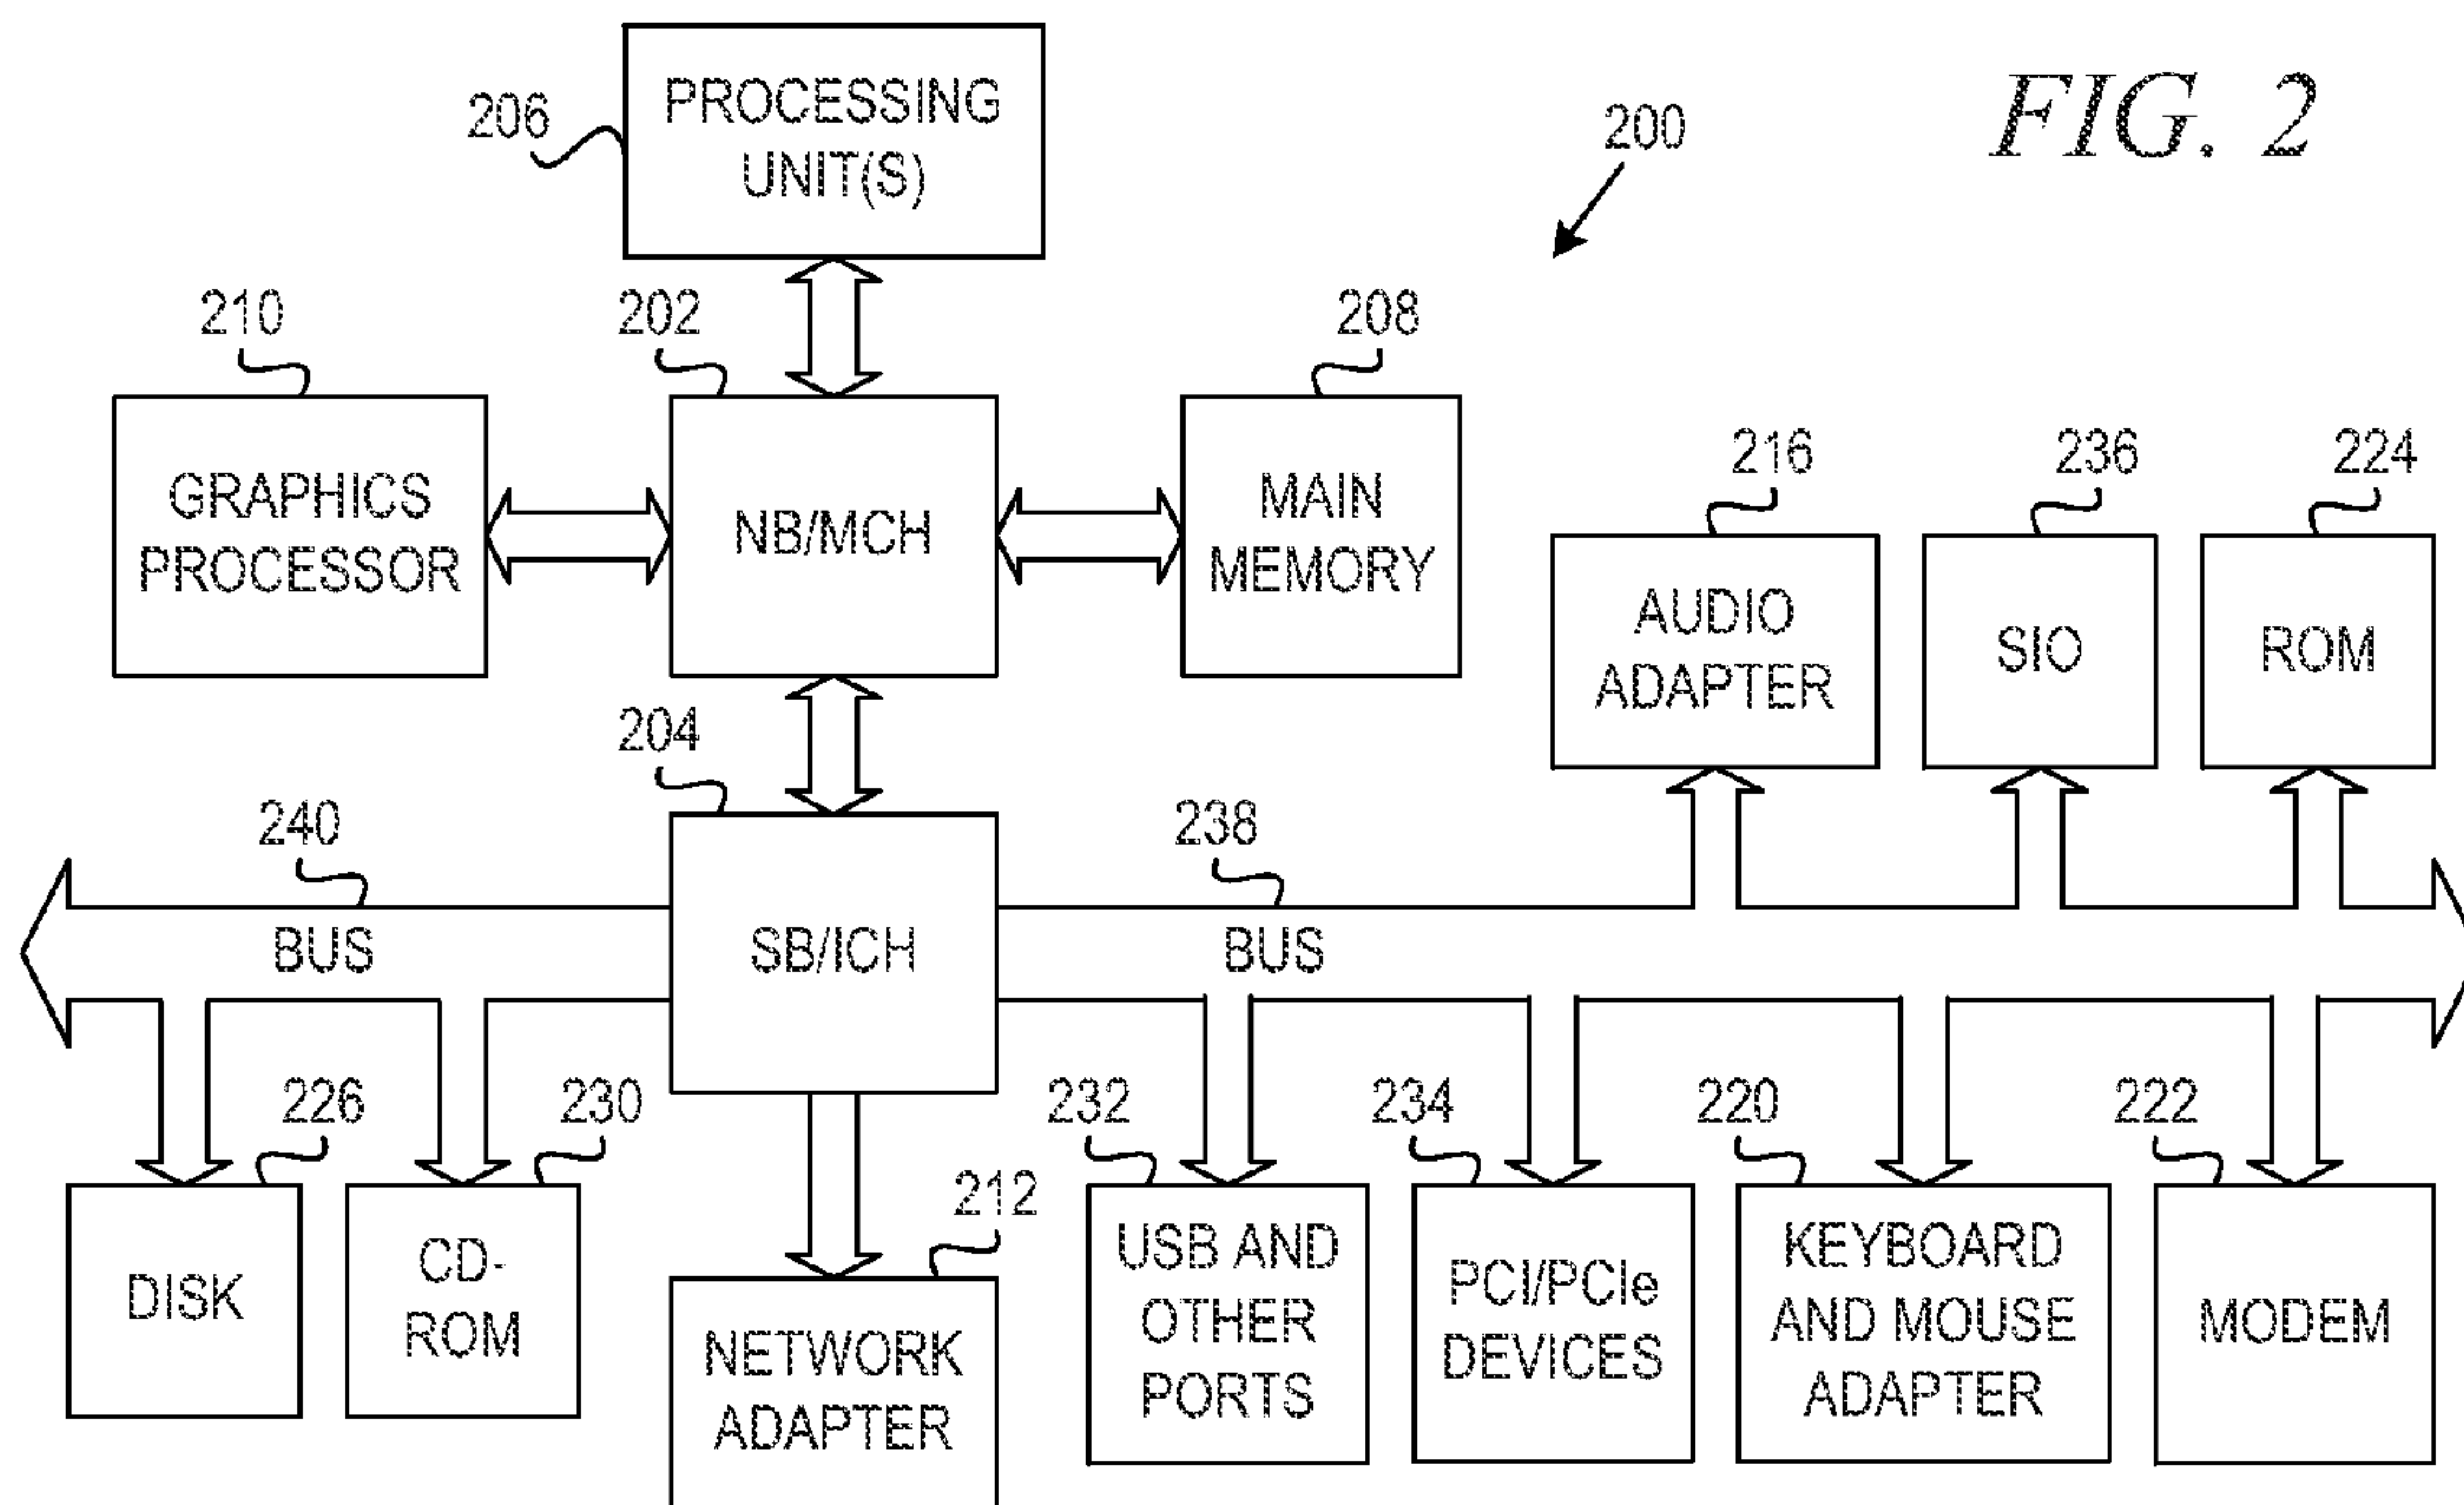 FIG. 2
200
206
PROCESSING
UNIT(S)
210
202
208
GRAPHICS
PROCESSOR
NB/MCH
MAIN
MEMORY
216
236
224
AUDIO
ADAPTER
SIO
ROM
204
240
238
BUS
SB/ICH
BUS
226
230
212
232
234
220
222
DISK
CD-
ROM
NETWORK
ADAPTER
USB AND
OTHER
PORTS
PCI/PCIe
DEVICES
KEYBOARD
AND MOUSE
ADAPTER
MODEM